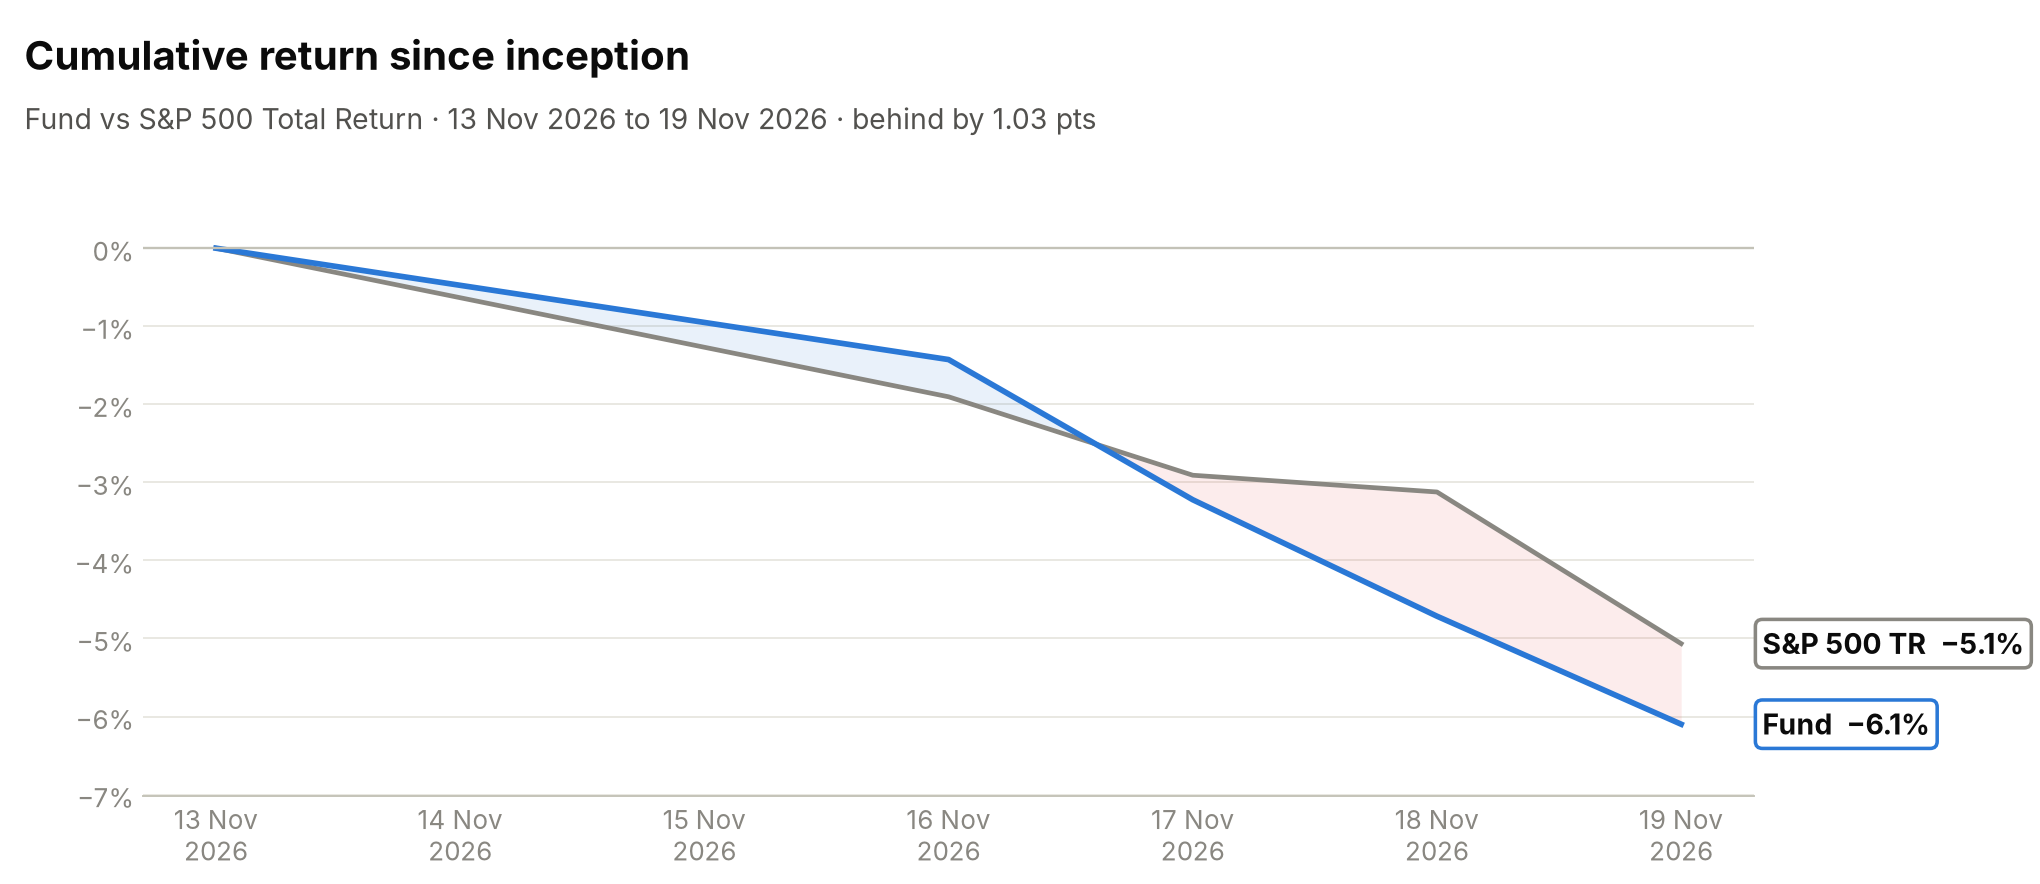 Cumulative return since inception
Fund vs S&P 500 Total Return · 13 Nov 2026 to 19 Nov 2026 · behind by 1.03 pts
0%
−1%
−2%
−3%
−4%
−5%
−6%
−7%
S&P 500 TR −5.1%
Fund −6.1%
13 Nov 2026
14 Nov 2026
15 Nov 2026
16 Nov 2026
17 Nov 2026
18 Nov 2026
19 Nov 2026